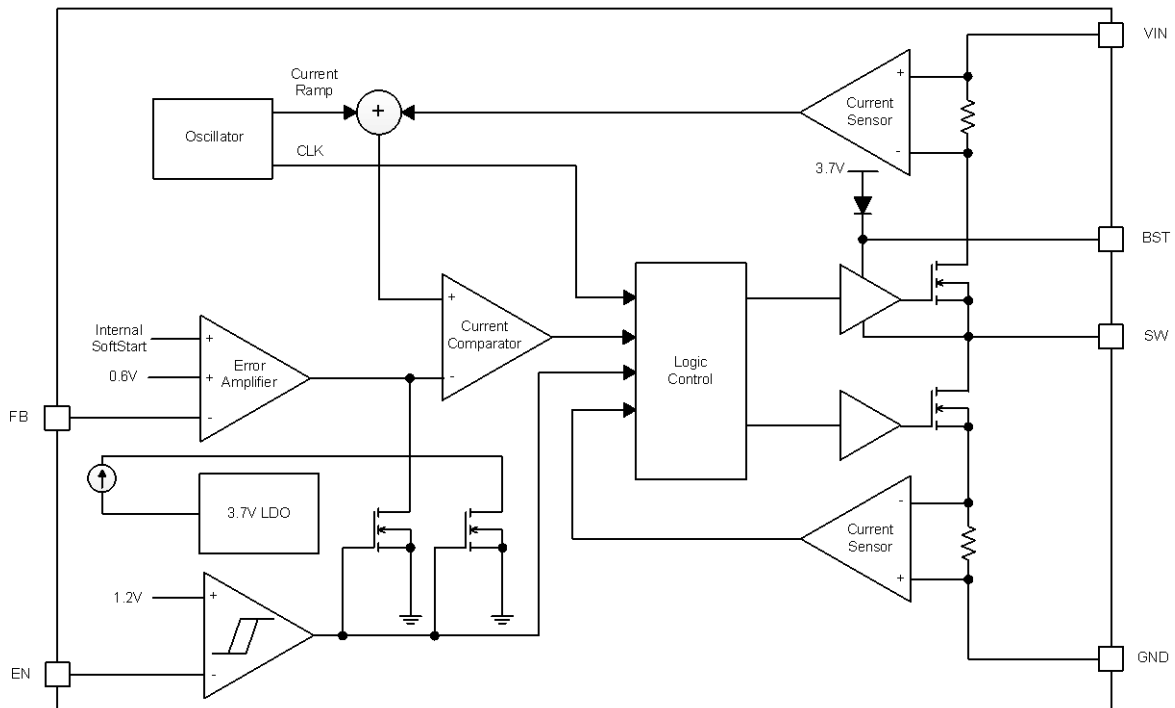 VIN
Current
Ramp
+
Oscillator
CLK
+
Current
Sensor
-
3.7V
BST
Internal
SoftStart
+
0.6V
+
Error
Amplifier
-
FB
+
Current
Comparator
-
Logic
Control
SW
3.7V LDO
-
Current
Sensor
+
1.2V
+
-
EN
GND